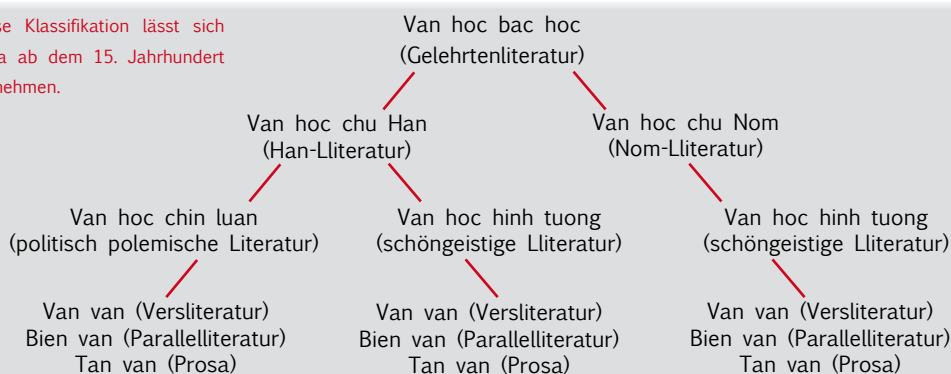 se Klassifikation lässt sich
a ab dem 15. Jahrhundert
nehmen.
Van hoc bac hoc
(Gelehrtenliteratur)
Van hoc chu Han
(Han-Lliteratur)
Van hoc chu Nom
(Nom-Lliteratur)
Van hoc chin luan
(politisch polemische Literatur)
Van hoc hinh tuong
(schöngeistige Lliteratur)
Van hoc hinh tuong
(schöngeistige Lliteratur)
Van van (Versliteratur)
Bien van (Parallelliteratur)
Tan van (Prosa)
Van van (Versliteratur)
Bien van (Parallelliteratur)
Tan van (Prosa)
Van van (Versliteratur)
Bien van (Parallelliteratur)
Tan van (Prosa)